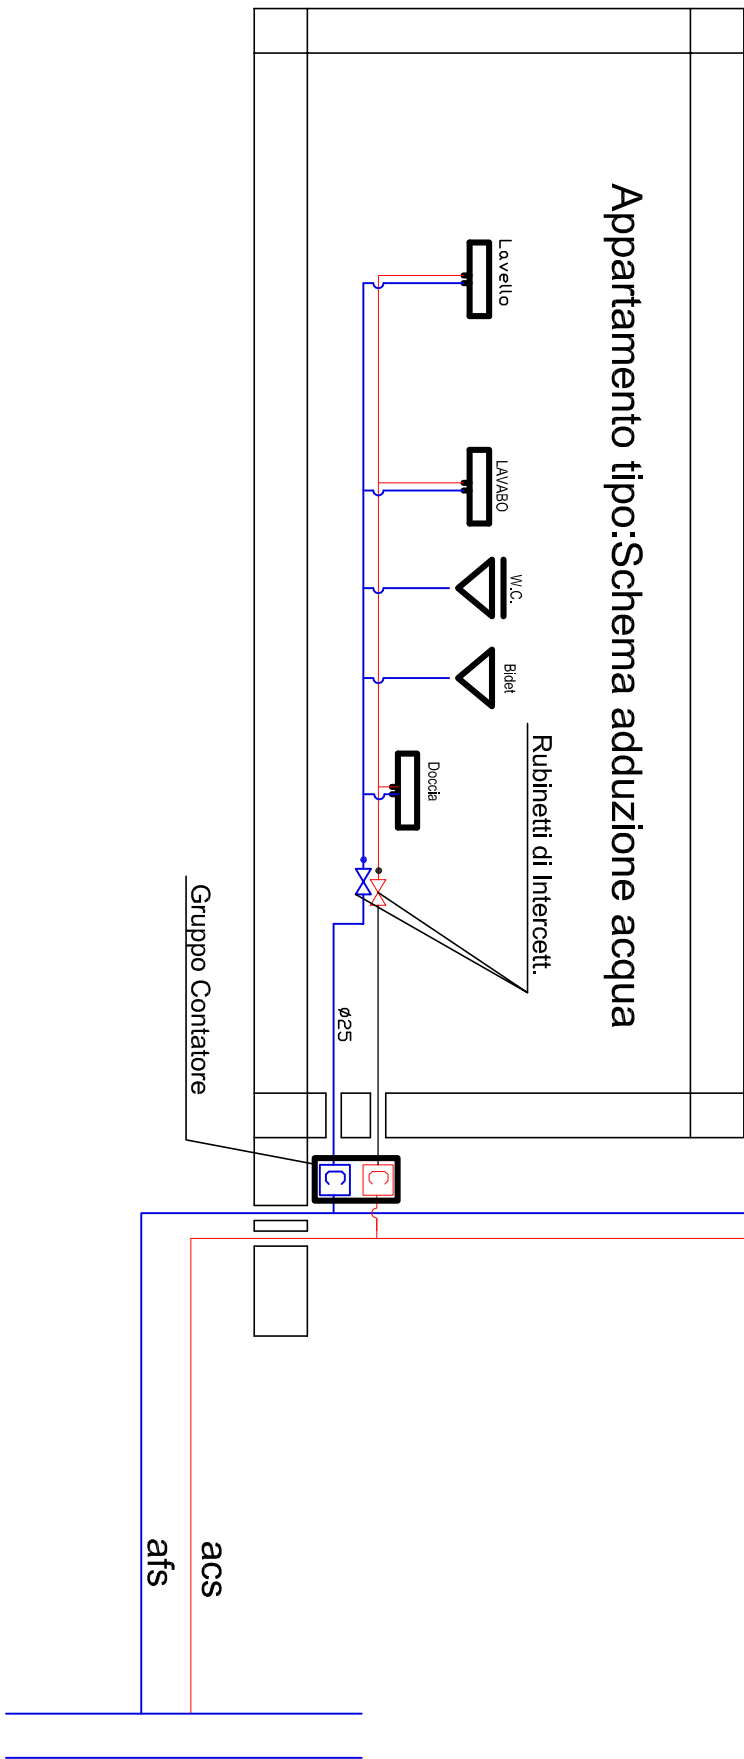 Appartamento tipo:Schema adduzione acqua
Lavello
LAVABO
W.C.
Bidet
Doccia
Rubinetti di Intercett.
ø25
Gruppo Contatore
C
C
acs
afs